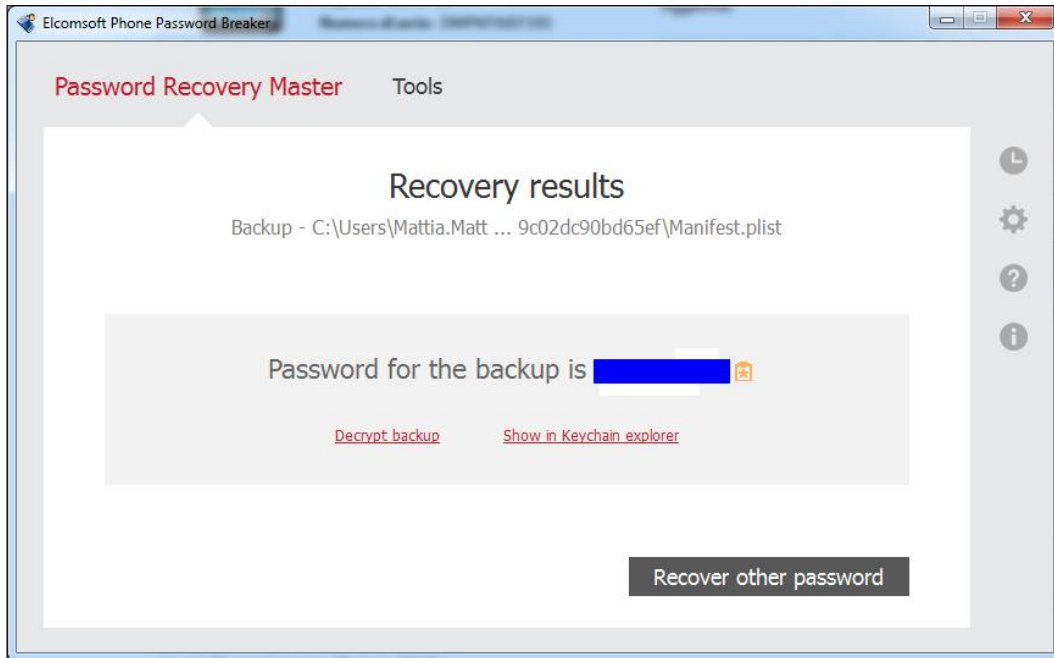 Elcomsoft Phone Password Breaker
Password Recovery Master
Tools
Recovery results
Backup - C:\Users\Mattia.Matt ... 9c02dc90bd65ef\Manifest.plist
Password for the backup is
Decrypt backup
Show in Keychain explorer
Recover other password